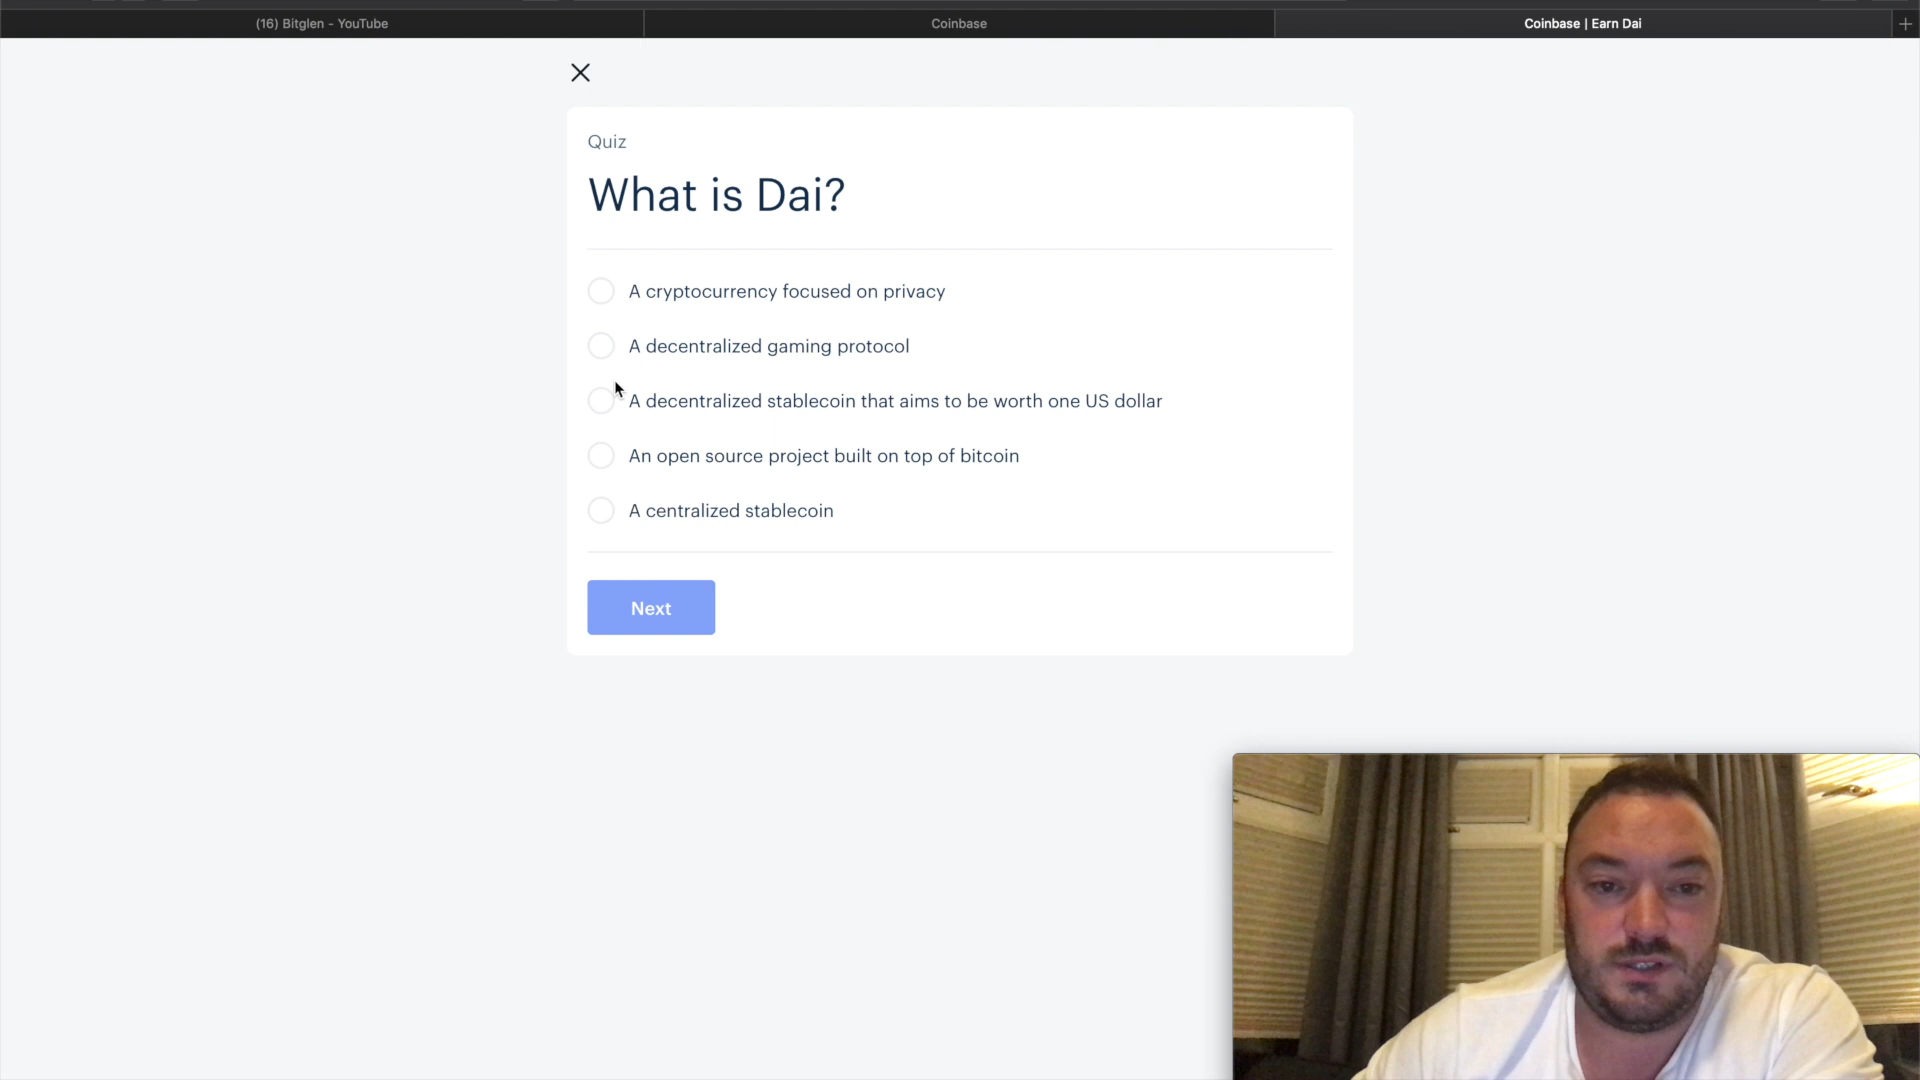 (16) Bitglen - YouTube
Coinbase
Coinbase | Earn Dai
Quiz
What is Dai?
A cryptocurrency focused on privacy
A decentralized gaming protocol
A decentralized stablecoin that aims to be worth one US dollar
An open source project built on top of bitcoin
A centralized stablecoin
Next